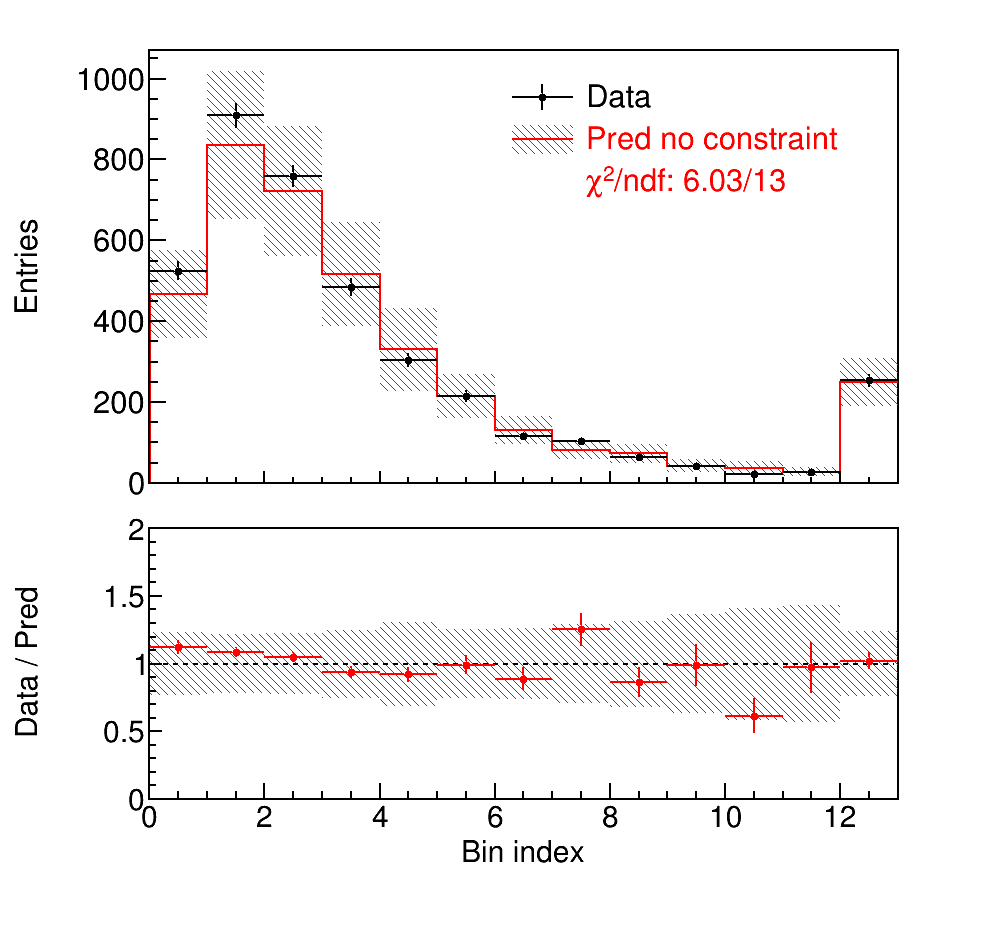 1000
800
600
400
200
0
Entries
Data
Pred no constraint
χ²/ndf: 6.03/13
2
1.5
1
0.5
0
Data / Pred
0 2 4 6 8 10 12
Bin index